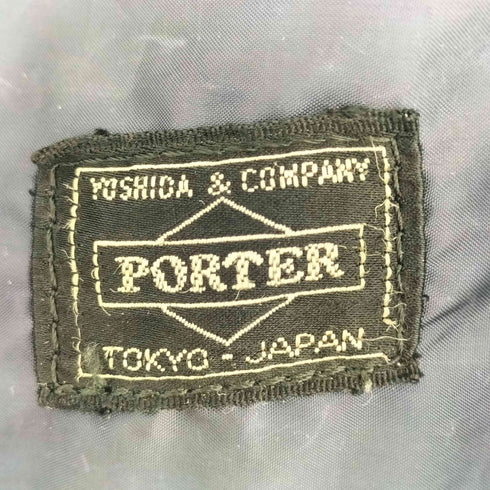 YOSHIDA & COMPANY
PORTER
TOKYO - JAPAN